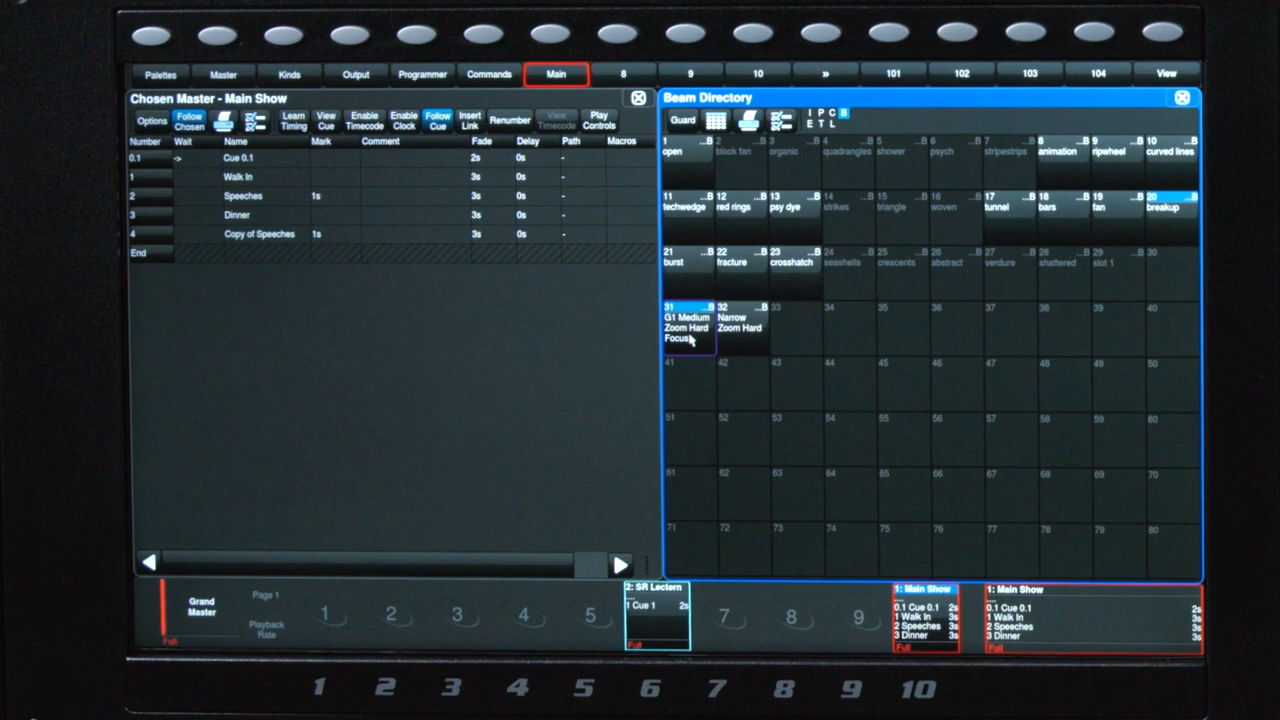 Palettes Master Kinds Output Programmer Commands Main 8 9 10 » 101 102 103 104 View
Chosen Master - Main Show
Options Follow Chosen Learn Timing View Cue Enable Timecode Enable Clock Follow Cue Insert Link Renumber View Timecode Play Controls
Number Wait Name Mark Comment Fade Delay Path Macros
0.1 -> Cue 0.1 2s 0s -
1 Walk In 3s 0s -
2 Speeches 1s 3s 0s -
3 Dinner 3s 0s -
4 Copy of Speeches 1s 3s 0s -
End
Beam Directory
Guard I P C B
E T L
1 ...B 2 ...B 3 ...B 4 ...B 5 ...B 6 ...B 7 ...B 8 ...B 9 ...B 10 ...B
open block fan organic quadrangles shower psych stripestrips animation ripwheel curved lines
11 ...B 12 ...B 13 ...B 14 ...B 15 ...B 16 ...B 17 ...B 18 ...B 19 ...B 20 ...B
techwedge red rings psy dye strikes triangle woven tunnel bars fan breakup
21 ...B 22 ...B 23 ...B 24 ...B 25 ...B 26 ...B 27 ...B 28 ...B 29 ...B 30
burst fracture crosshatch seashells crescents abstract verdure shattered slot 1
31 ...B 32 ...B 33 34 35 36 37 38 39 40
G1 Medium Narrow
Zoom Hard Zoom Hard
Focus
41 42 43 44 45 46 47 48 49 50
51 52 53 54 55 56 57 58 59 60
61 62 63 64 65 66 67 68 69 70
71 72 73 74 75 76 77 78 79 80
Grand Master
Full
Page 1
Playback Rate
1 2 3 4 5
2: SR Lectern
....
1 Cue 1 2s
Full
7 8 9
1: Main Show
....
0.1 Cue 0.1 2s
1 Walk In 3s
2 Speeches 3s
3 Dinner 3s
Full
1: Main Show
....
0.1 Cue 0.1 2s
1 Walk In 3s
2 Speeches 3s
3 Dinner 3s
Full
1 2 3 4 5 6 7 8 9 10